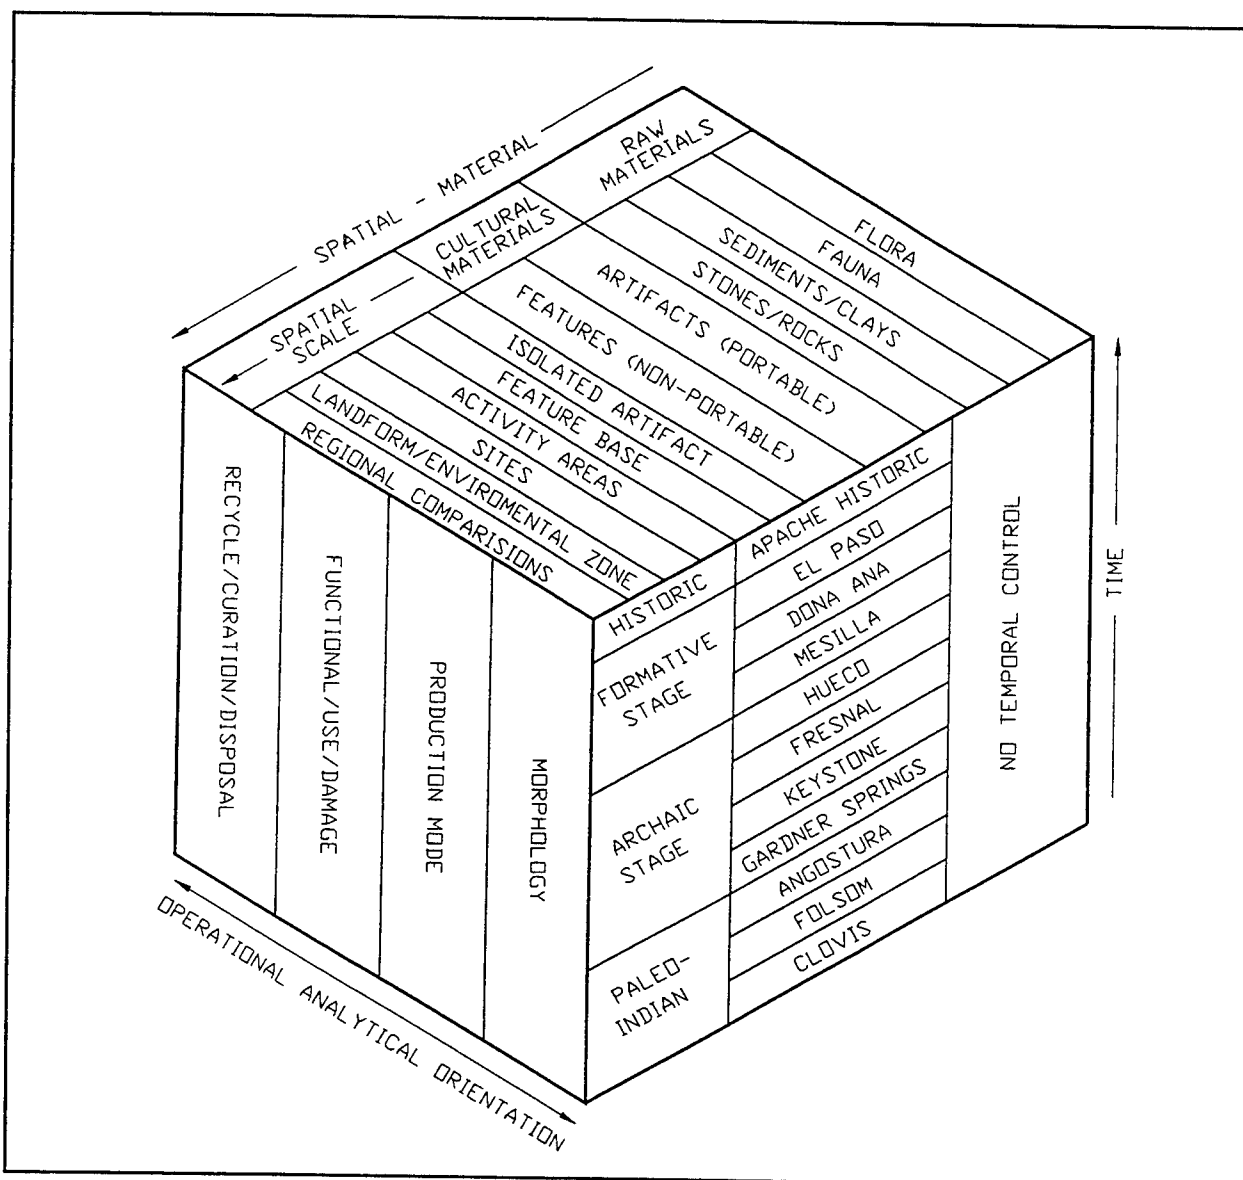 SPATIAL - MATERIAL
RAW
MATERIALS
CULTURAL
MATERIALS
SPATIAL
SCALE
FLORA
FAUNA
SEDIMENTS/CLAYS
STONES/ROCKS
ARTIFACTS (PORTABLE)
FEATURES (NON-PORTABLE)
ISOLATED ARTIFACT
FEATURE BASE
ACTIVITY AREAS
SITES
LANDFORM/ENVIROMENTAL ZONE
REGIONAL COMPARISIONS
RECYCLE/CURATION/DISPOSAL
FUNCTIONAL/USE/DAMAGE
PRODUCTION MODE
MORPHOLOGY
OPERATIONAL ANALYTICAL ORIENTATION
HISTORIC
FORMATIVE
STAGE
ARCHAIC
STAGE
PALEO-
INDIAN
APACHE HISTORIC
EL PASO
DONA ANA
MESILLA
HUECO
FRESNAL
KEYSTONE
GARDNER SPRINGS
ANGOSTURA
FOLSOM
CLOVIS
NO TEMPORAL CONTROL
TIME